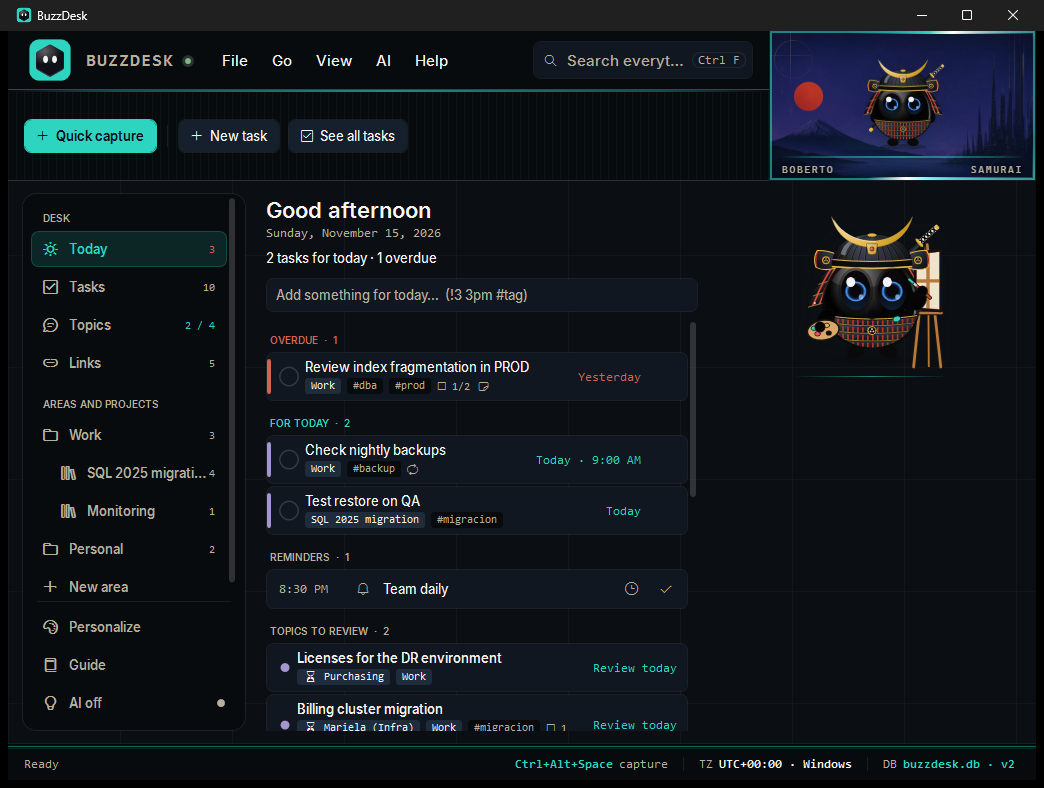 BuzzDesk
BUZZDESK File Go View AI Help Search everyt... Ctrl F
+ Quick capture + New task See all tasks
BOBERTO SAMURAI
DESK
Today 3
Tasks 10
Topics 2 / 4
Links 5
AREAS AND PROJECTS
Work 3
SQL 2025 migrati... 4
Monitoring 1
Personal 2
+ New area
Personalize
Guide
AI off
Good afternoon
Sunday, November 15, 2026
2 tasks for today · 1 overdue
Add something for today... (!3 3pm #tag)
OVERDUE · 1
Review index fragmentation in PROD
Work #dba #prod 1/2
Yesterday
FOR TODAY · 2
Check nightly backups
Work #backup
Today · 9:00 AM
Test restore on QA
SQL 2025 migration #migracion
Today
REMINDERS · 1
8:30 PM Team daily
TOPICS TO REVIEW · 2
Licenses for the DR environment
Purchasing Work
Review today
Billing cluster migration
Mariela (Infra) Work #migracion 1
Review today
Ready
Ctrl+Alt+Space capture TZ UTC+00:00 · Windows DB buzzdesk.db · v2